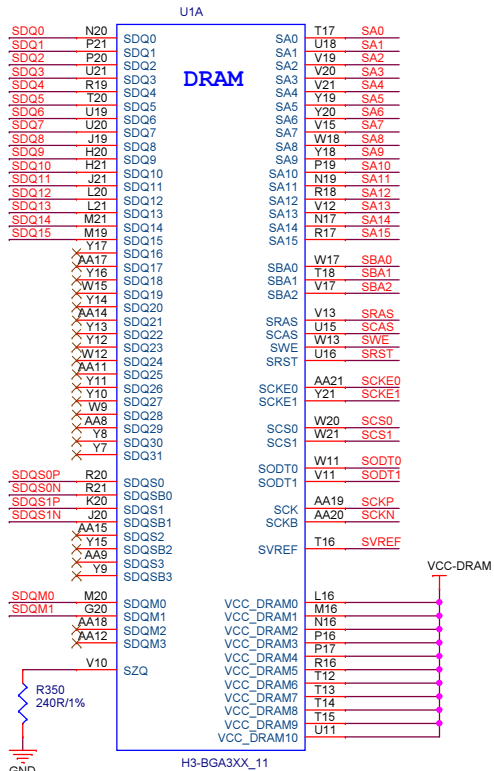 U1A
DRAM
SDQ0 N20 SDQ0 SA0 T17 SA0
SDQ1 P21 SDQ1 SA1 U18 SA1
SDQ2 P20 SDQ2 SA2 V19 SA2
SDQ3 U21 SDQ3 SA3 V20 SA3
SDQ4 R19 SDQ4 SA4 V21 SA4
SDQ5 T20 SDQ5 SA5 Y19 SA5
SDQ6 U19 SDQ6 SA6 Y20 SA6
SDQ7 U20 SDQ7 SA7 V15 SA7
SDQ8 J19 SDQ8 SA8 W18 SA8
SDQ9 H20 SDQ9 SA9 Y18 SA9
SDQ10 H21 SDQ10 SA10 P19 SA10
SDQ11 J21 SDQ11 SA11 N19 SA11
SDQ12 L20 SDQ12 SA12 R18 SA12
SDQ13 L21 SDQ13 SA13 V12 SA13
SDQ14 M21 SDQ14 SA14 N17 SA14
SDQ15 M19 SDQ15 SA15 R17 SA15
Y17 SDQ16
AA17 SDQ17 SBA0 W17 SBA0
Y16 SDQ18 SBA1 T18 SBA1
W15 SDQ19 SBA2 V17 SBA2
Y14 SDQ20
AA14 SDQ21 SRAS V13 SRAS
Y13 SDQ22 SCAS U15 SCAS
Y12 SDQ23 SWE W13 SWE
W12 SDQ24 SRST U16 SRST
AA11 SDQ25
Y11 SDQ26 SCKE0 AA21 SCKE0
Y10 SDQ27 SCKE1 Y21 SCKE1
W9 SDQ28
AA8 SDQ29 SCS0 W20 SCS0
Y8 SDQ30 SCS1 W21 SCS1
Y7 SDQ31
SODT0 W11 SODT0
SDQS0P R20 SDQS0 SODT1 V11 SODT1
SDQS0N R21 SDQSB0
SDQS1P K20 SDQS1 SCK AA19 SCKP
SDQS1N J20 SDQSB1 SCKB AA20 SCKN
AA15 SDQS2
Y15 SDQSB2 SVREF T16 SVREF
AA9 SDQS3
Y9 SDQSB3
VCC-DRAM
SDQM0 M20 SDQM0 VCC_DRAM0 L16
SDQM1 G20 SDQM1 VCC_DRAM1 M16
AA18 SDQM2 VCC_DRAM2 N16
AA12 SDQM3 VCC_DRAM3 P16
VCC_DRAM4 P17
V10 SZQ VCC_DRAM5 R16
VCC_DRAM6 T12
R350 VCC_DRAM7 T13
240R/1% VCC_DRAM8 T14
VCC_DRAM9 T15
VCC_DRAM10 U11
GND
H3-BGA3XX_11